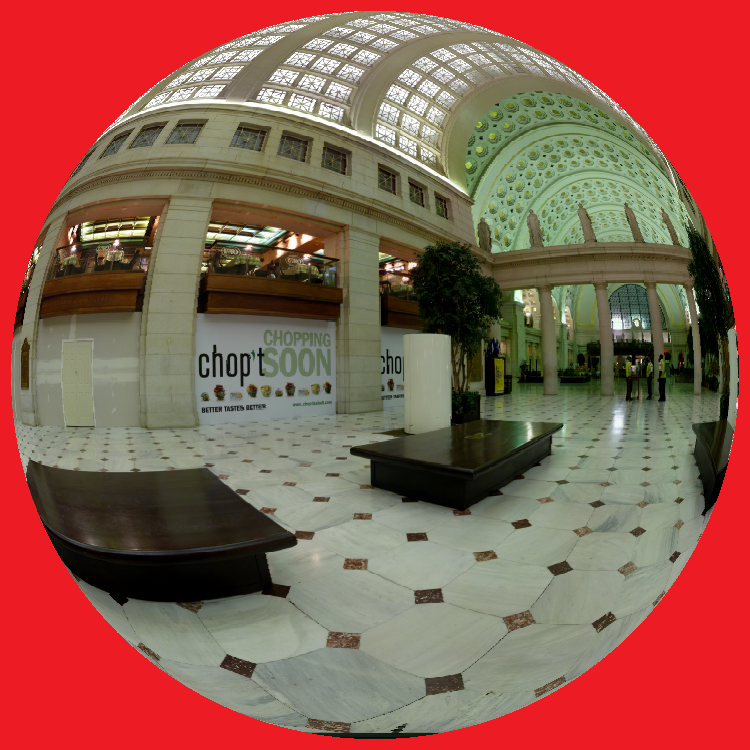 chop't
CHOPPING
SOON
BETTER TASTES BETTER!
chop